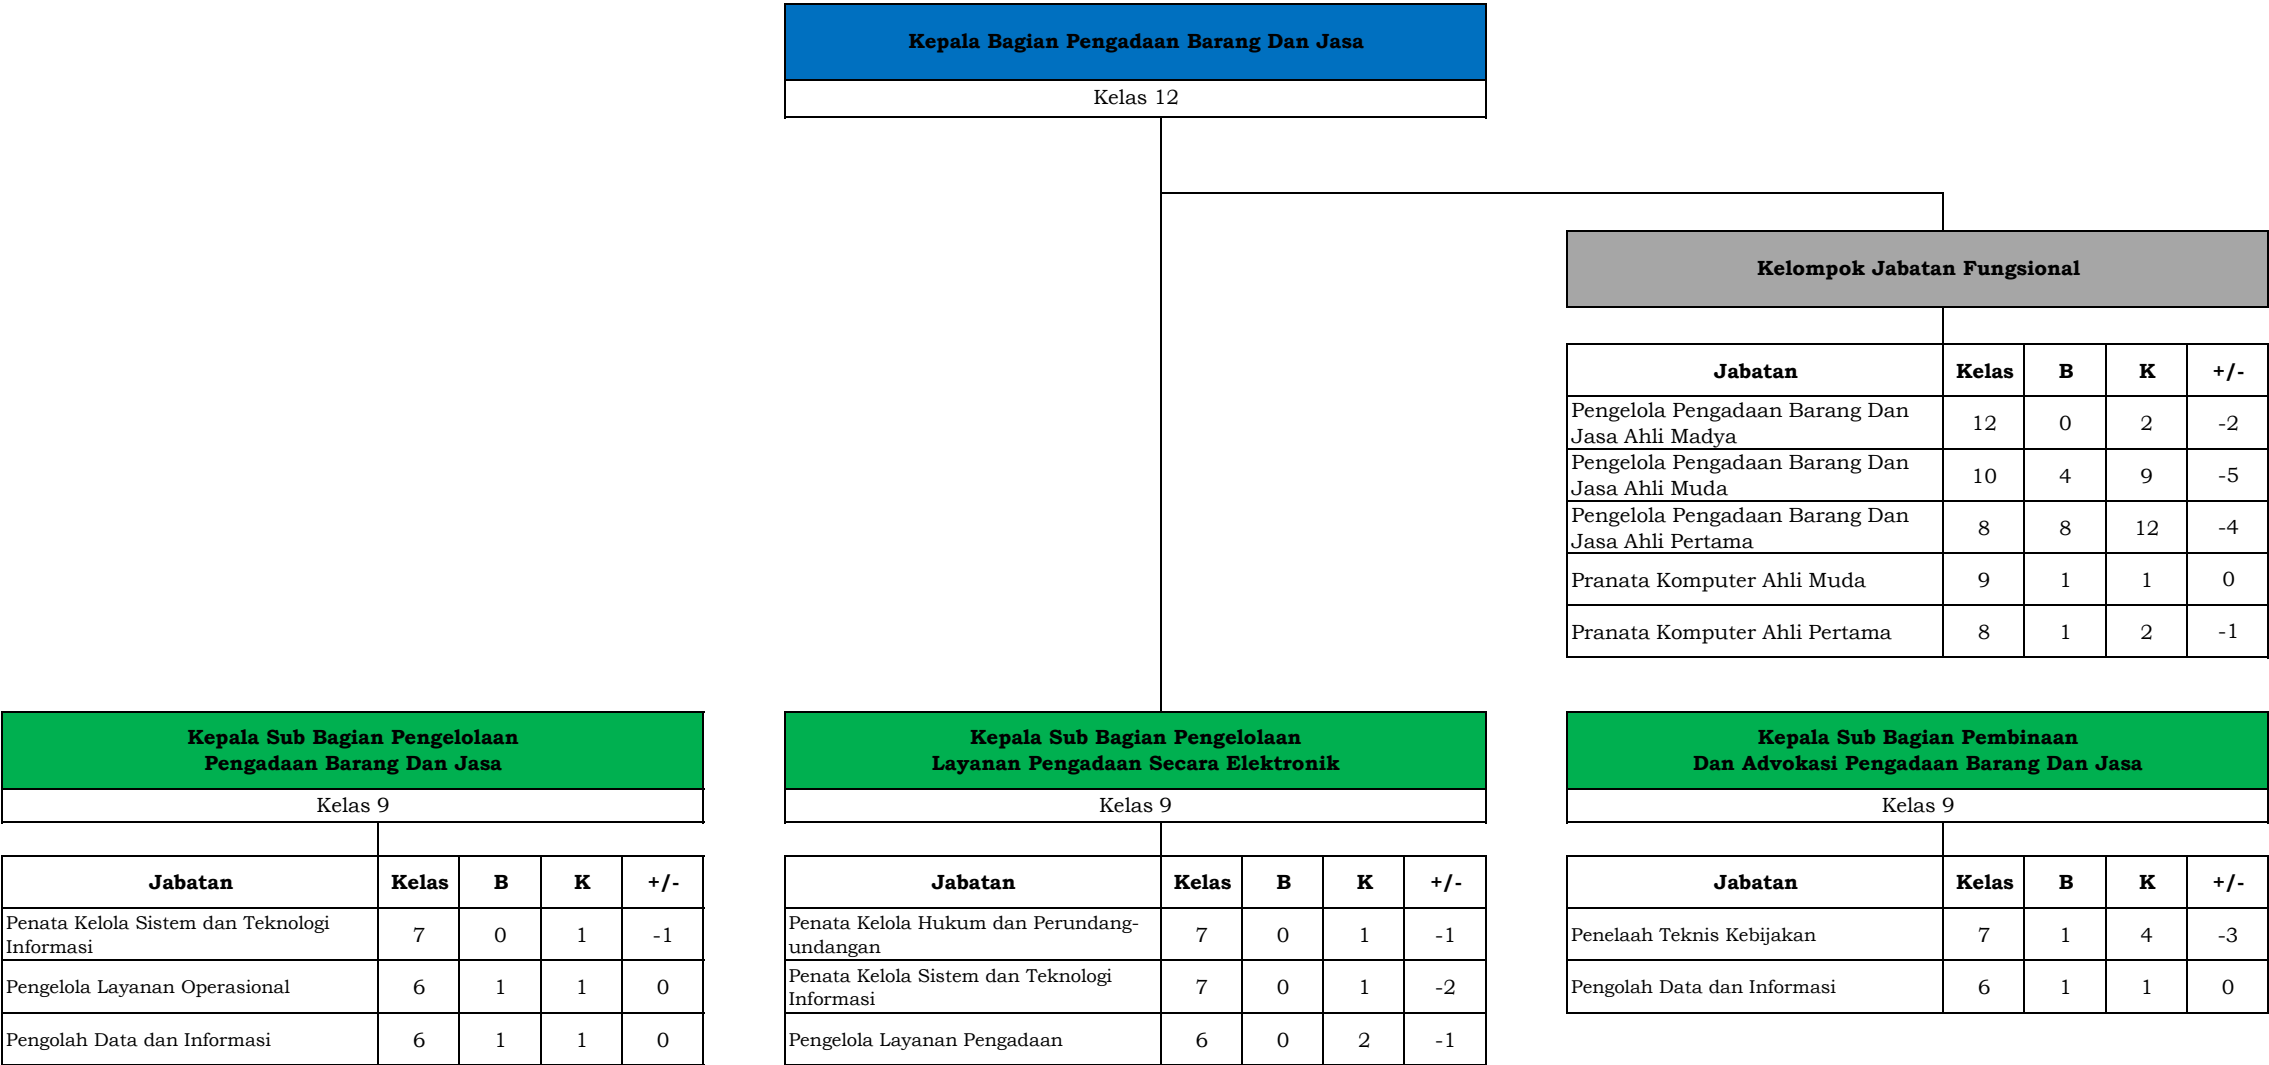 Kepala Bagian Pengadaan Barang Dan Jasa
Kelas 12
Kelompok Jabatan Fungsional
Jabatan Kelas B K +/-
Pengelola Pengadaan Barang Dan
Jasa Ahli Madya 12 0 2 -2
Pengelola Pengadaan Barang Dan
Jasa Ahli Muda 10 4 9 -5
Pengelola Pengadaan Barang Dan
Jasa Ahli Pertama 8 8 12 -4
Pranata Komputer Ahli Muda 9 1 1 0
Pranata Komputer Ahli Pertama 8 1 2 -1
Kepala Sub Bagian Pengelolaan
Pengadaan Barang Dan Jasa
Kelas 9
Jabatan Kelas B K +/-
Penata Kelola Sistem dan Teknologi
Informasi 7 0 1 -1
Pengelola Layanan Operasional 6 1 1 0
Pengolah Data dan Informasi 6 1 1 0
Kepala Sub Bagian Pengelolaan
Layanan Pengadaan Secara Elektronik
Kelas 9
Jabatan Kelas B K +/-
Penata Kelola Hukum dan Perundang-
undangan 7 0 1 -1
Penata Kelola Sistem dan Teknologi
Informasi 7 0 1 -2
Pengelola Layanan Pengadaan 6 0 2 -1
Kepala Sub Bagian Pembinaan
Dan Advokasi Pengadaan Barang Dan Jasa
Kelas 9
Jabatan Kelas B K +/-
Penelaah Teknis Kebijakan 7 1 4 -3
Pengolah Data dan Informasi 6 1 1 0